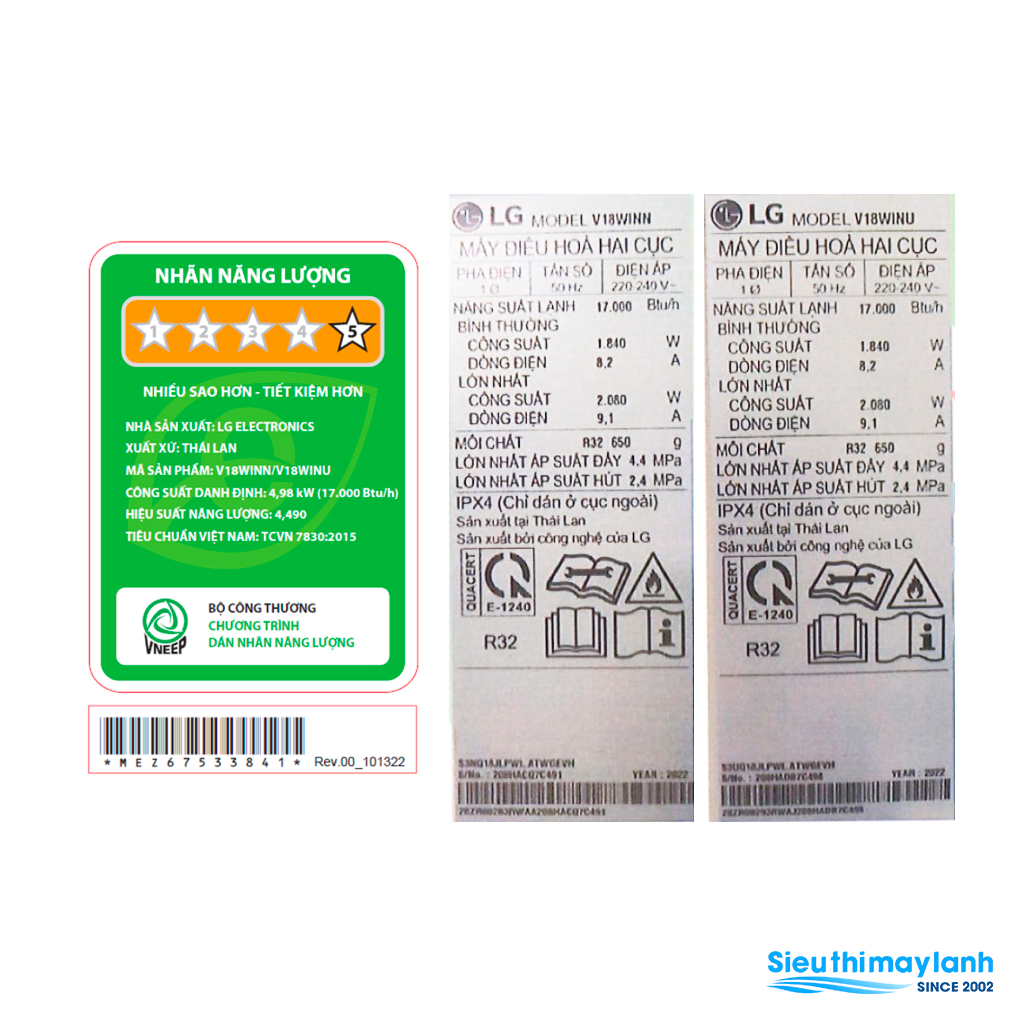 NHÃN NĂNG LƯỢNG
1 2 3 4 5
NHIỀU SAO HƠN - TIẾT KIỆM HƠN
NHÀ SẢN XUẤT: LG ELECTRONICS
XUẤT XỨ: THÁI LAN
MÃ SẢN PHẨM: V18WINN/V18WINU
CÔNG SUẤT DANH ĐỊNH: 4,98 kW (17.000 Btu/h)
HIỆU SUẤT NĂNG LƯỢNG: 4,490
TIÊU CHUẨN VIỆT NAM: TCVN 7830:2015
VNEEP
BỘ CÔNG THƯƠNG
CHƯƠNG TRÌNH
DÁN NHÃN NĂNG LƯỢNG
*MEZ67533841*
Rev.00_101322
LG MODEL V18WINN
MÁY ĐIỀU HOÀ HAI CỤC
PHA ĐIỆN TẦN SỐ ĐIỆN ÁP
1 Ø 50 Hz 220-240 V~
NĂNG SUẤT LẠNH 17.000 Btu/h
BÌNH THƯỜNG
CÔNG SUẤT 1.840 W
DÒNG ĐIỆN 8,2 A
LỚN NHẤT
CÔNG SUẤT 2.080 W
DÒNG ĐIỆN 9,1 A
MÔI CHẤT R32 650 g
LỚN NHẤT ÁP SUẤT ĐẨY 4,4 MPa
LỚN NHẤT ÁP SUẤT HÚT 2,4 MPa
IPX4 (Chỉ dán ở cục ngoài)
Sản xuất tại Thái Lan
Sản xuất bởi công nghệ của LG
QUACERT
E-1240
R32
S3NQ18JLPWL.ATWGEVH
S/No. : 208HACQ7C491 YEAR : 2022
LG MODEL V18WINU
MÁY ĐIỀU HOÀ HAI CỤC
PHA ĐIỆN TẦN SỐ ĐIỆN ÁP
1 Ø 50 Hz 220-240 V~
NĂNG SUẤT LẠNH 17.000 Btu/h
BÌNH THƯỜNG
CÔNG SUẤT 1.840 W
DÒNG ĐIỆN 8,2 A
LỚN NHẤT
CÔNG SUẤT 2.080 W
DÒNG ĐIỆN 9,1 A
MÔI CHẤT R32 650 g
LỚN NHẤT ÁP SUẤT ĐẨY 4,4 MPa
LỚN NHẤT ÁP SUẤT HÚT 2,4 MPa
IPX4 (Chỉ dán ở cục ngoài)
Sản xuất tại Thái Lan
Sản xuất bởi công nghệ của LG
QUACERT
E-1240
R32
S3UQ18JLPWL.ATWGEVH
S/No. : YEAR : 2022
Sieuthimaylanh
SINCE 2002